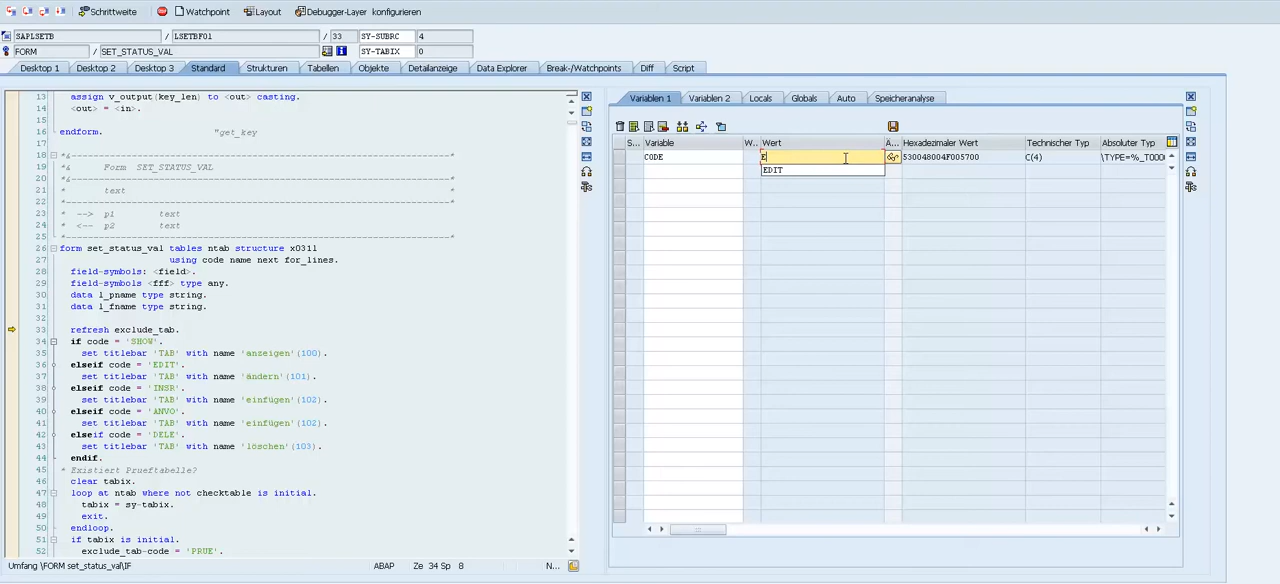 Schrittweite Watchpoint Layout Debugger-Layer konfigurieren
SAPLSETB / LSETBF01 / 33 SY-SUBRC 4
FORM / SET_STATUS_VAL SY-TABIX 0
Desktop 1 Desktop 2 Desktop 3 Standard Strukturen Tabellen Objekte Detailanzeige Data Explorer Break-/Watchpoints Diff Script
13 assign v_output(key_len) to <out> casting.
14 <out> = <in>.
15
16 endform. "get_key
17
18 *&---------------------------------------------------------------------*
19 *& Form SET_STATUS_VAL
20 *&---------------------------------------------------------------------*
21 * text
22 *----------------------------------------------------------------------*
23 * --> p1 text
24 * <-- p2 text
25 *----------------------------------------------------------------------*
26 form set_status_val tables ntab structure x031l
27 using code name next for_lines.
28 field-symbols: <field>.
29 field-symbols <fff> type any.
30 data l_pname type string.
31 data l_fname type string.
32
33 refresh exclude_tab.
34 if code = 'SHOW'.
35 set titlebar 'TAB' with name 'anzeigen'(100).
36 elseif code = 'EDIT'.
37 set titlebar 'TAB' with name 'ändern'(101).
38 elseif code = 'INSR'.
39 set titlebar 'TAB' with name 'einfügen'(102).
40 elseif code = 'ANVO'.
41 set titlebar 'TAB' with name 'einfügen'(102).
42 elseif code = 'DELE'.
43 set titlebar 'TAB' with name 'löschen'(103).
44 endif.
45 * Existiert Prueftabelle?
46 clear tabix.
47 loop at ntab where not checktable is initial.
48 tabix = sy-tabix.
49 exit.
50 endloop.
51 if tabix is initial.
52 exclude_tab-code = 'PRUE'.
Umfang \FORM set_status_val\IF ABAP Ze 34 Sp 8 N...
Variablen 1 Variablen 2 Locals Globals Auto Speicheranalyse
S... Variable W... Wert Ä... Hexadezimaler Wert Technischer Typ Absoluter Typ
CODE E 530048004F005700 C(4) \TYPE=%_T000
EDIT